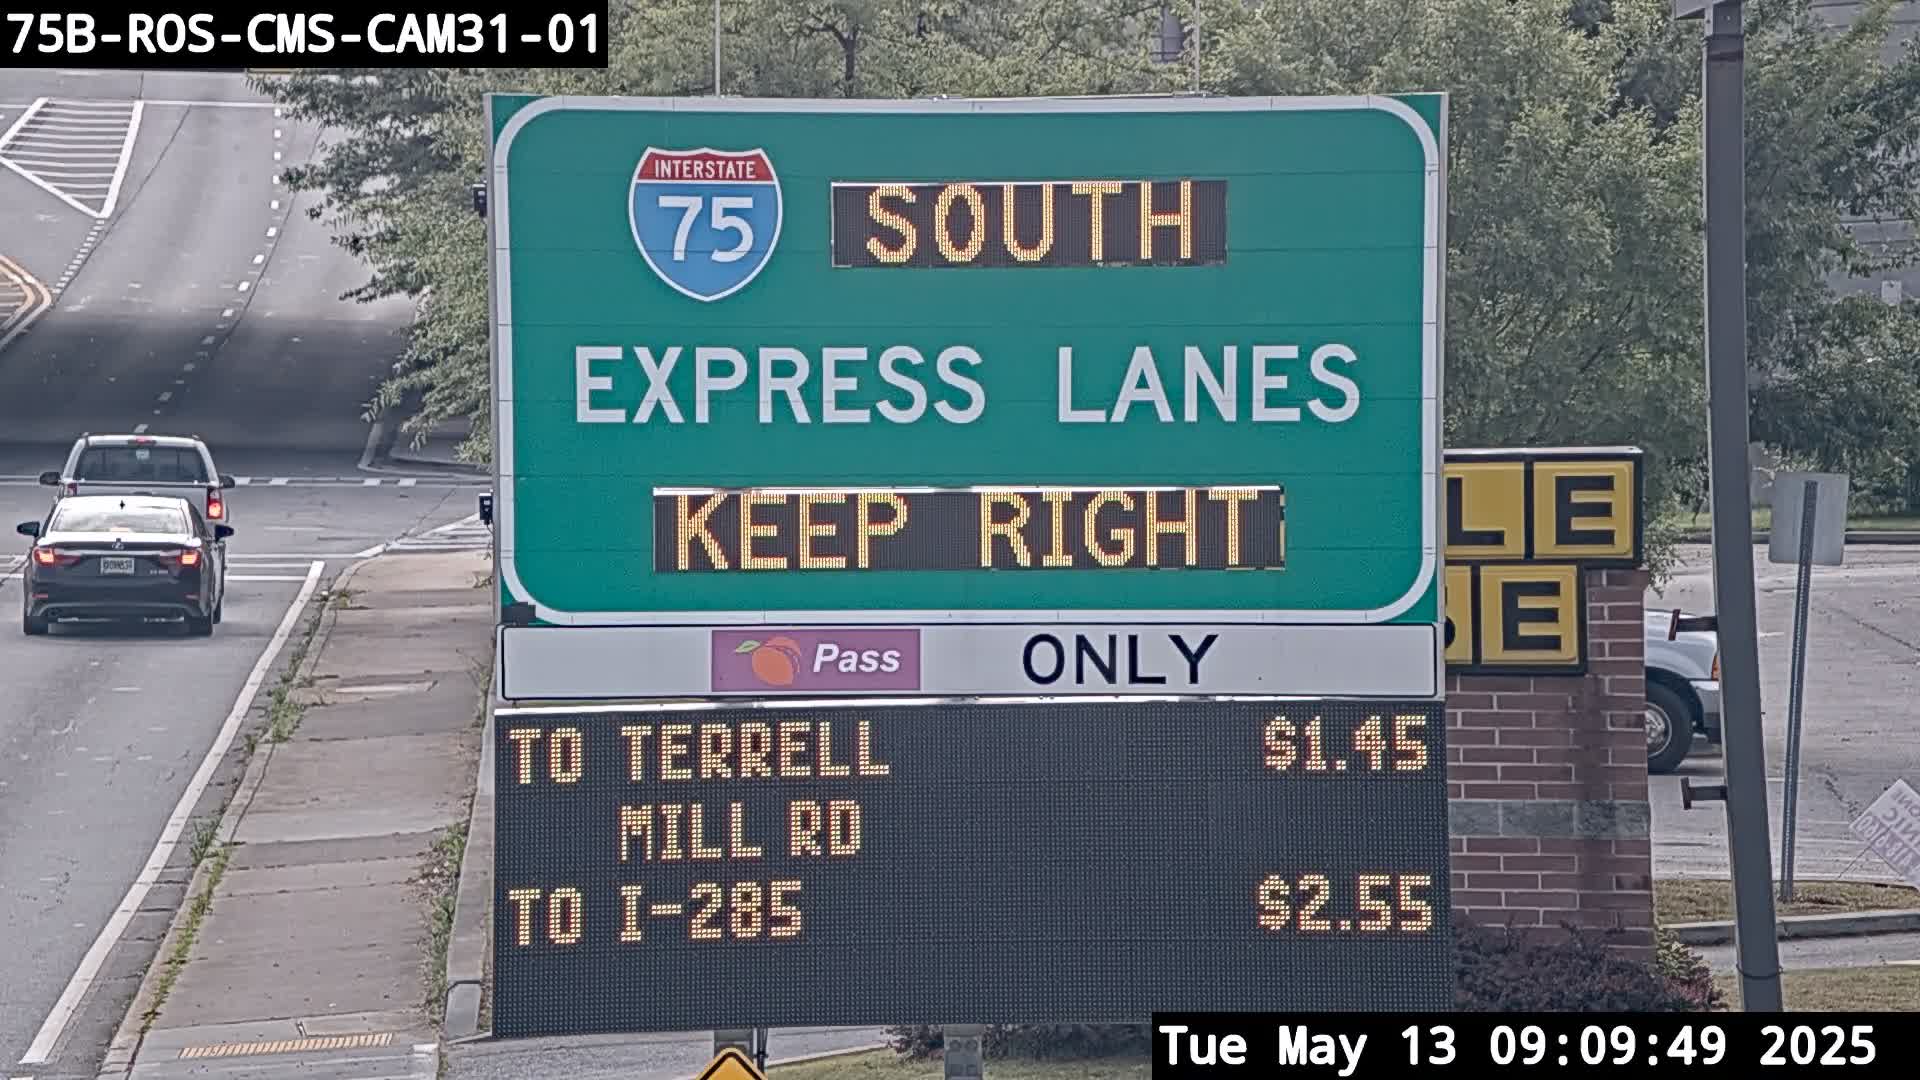 75B-ROS-CMS-CAM31-01
INTERSTATE
75
SOUTH
EXPRESS LANES
KEEP RIGHT
Pass ONLY
TO TERRELL $1.45
MILL RD
TO I-285 $2.55
LE
E
Tue May 13 09:09:49 2025